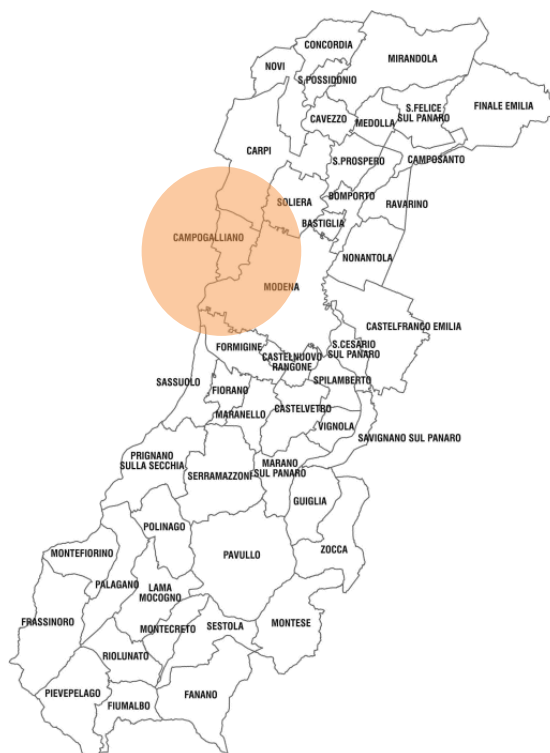 CONCORDIA
MIRANDOLA
NOVI
S.POSSIDONIO
FINALE EMILIA
S.FELICE
SUL PANARO
CAVEZZO
MEDOLLA
CARPI
S.PROSPERO
CAMPOSANTO
BOMPORTO
SOLIERA
RAVARINO
BASTIGLIA
CAMPOGALLIANO
NONANTOLA
MODENA
CASTELFRANCO EMILIA
S.CESARIO
SUL PANARO
FORMIGINE
CASTELNUOVO
RANGONE
SPILAMBERTO
SASSUOLO
FIORANO
MARANELLO
CASTELVETRO
VIGNOLA
SAVIGNANO SUL PANARO
PRIGNANO
SULLA SECCHIA
MARANO
SUL PANARO
SERRAMAZZONI
GUIGLIA
POLINAGO
MONTEFIORINO
PAVULLO
ZOCCA
PALAGANO
LAMA
MOCOGNO
FRASSINORO
MONTECRETO
SESTOLA
MONTESE
RIOLUNATO
PIEVEPELAGO
FANANO
FIUMALBO